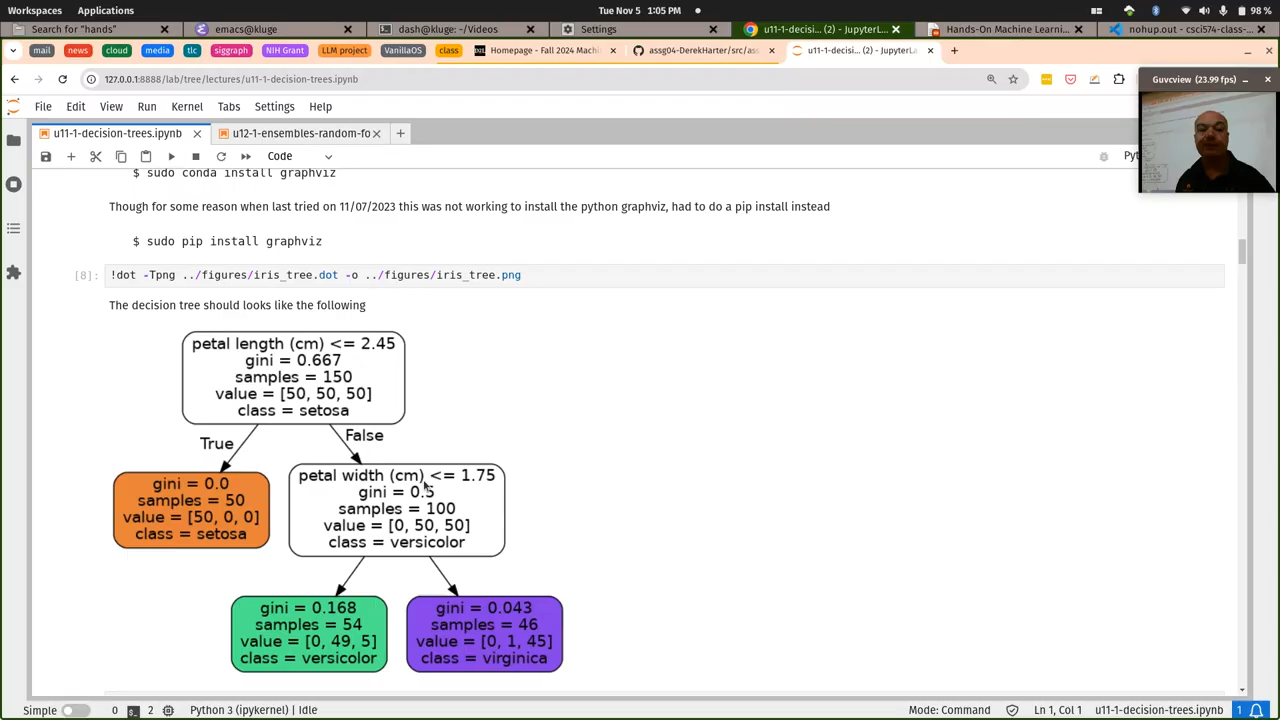 Workspaces Applications Tue Nov 5 1:05 PM 98 %
Search for "hands" emacs@kluge dash@kluge: ~/Videos Settings u11-1-decisi... (2) - JupyterL... Hands-On Machine Learnin... nohup.out - csci574-class-...
mail news cloud media tlc siggraph NIH Grant LLM project VanillaOS class Homepage - Fall 2024 Machin assg04-DerekHarter/src/ass u11-1-decisi... (2) - JupyterLa
127.0.0.1:8888/lab/tree/lectures/u11-1-decision-trees.ipynb
Guvcview (23.99 fps)
File Edit View Run Kernel Tabs Settings Help
u11-1-decision-trees.ipynb u12-1-ensembles-random-fo
Code Pyt
$ sudo conda install graphviz
Though for some reason when last tried on 11/07/2023 this was not working to install the python graphviz, had to do a pip install instead
$ sudo pip install graphviz
[8]: !dot -Tpng ../figures/iris_tree.dot -o ../figures/iris_tree.png
The decision tree should looks like the following
petal length (cm) <= 2.45
gini = 0.667
samples = 150
value = [50, 50, 50]
class = setosa
True
False
gini = 0.0
samples = 50
value = [50, 0, 0]
class = setosa
petal width (cm) <= 1.75
gini = 0.5
samples = 100
value = [0, 50, 50]
class = versicolor
gini = 0.168
samples = 54
value = [0, 49, 5]
class = versicolor
gini = 0.043
samples = 46
value = [0, 1, 45]
class = virginica
Simple 0 2 Python 3 (ipykernel) | Idle Mode: Command Ln 1, Col 1 u11-1-decision-trees.ipynb 1